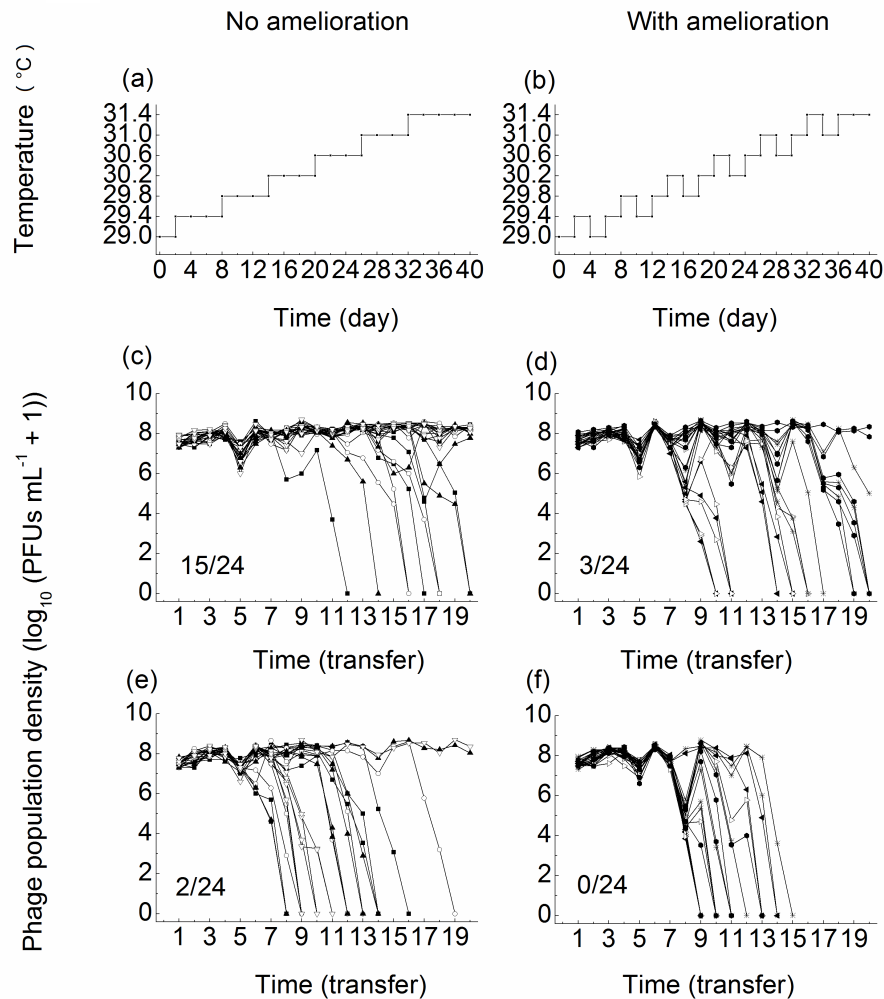 No amelioration
With amelioration
Temperature ( °C)
(a)
31.4
31.0
30.6
30.2
29.8
29.4
29.0
0 4 8 12 16 20 24 28 32 36 40
Time (day)
(b)
31.4
31.0
30.6
30.2
29.8
29.4
29.0
0 4 8 12 16 20 24 28 32 36 40
Time (day)
Phage population density (log10 (PFUs mL-1 + 1))
(c)
10
8
6
4
2
0
15/24
1 3 5 7 9 11 13 15 17 19
Time (transfer)
(d)
10
8
6
4
2
0
3/24
1 3 5 7 9 11 13 15 17 19
Time (transfer)
(e)
10
8
6
4
2
0
2/24
1 3 5 7 9 11 13 15 17 19
Time (transfer)
(f)
10
8
6
4
2
0
0/24
1 3 5 7 9 11 13 15 17 19
Time (transfer)